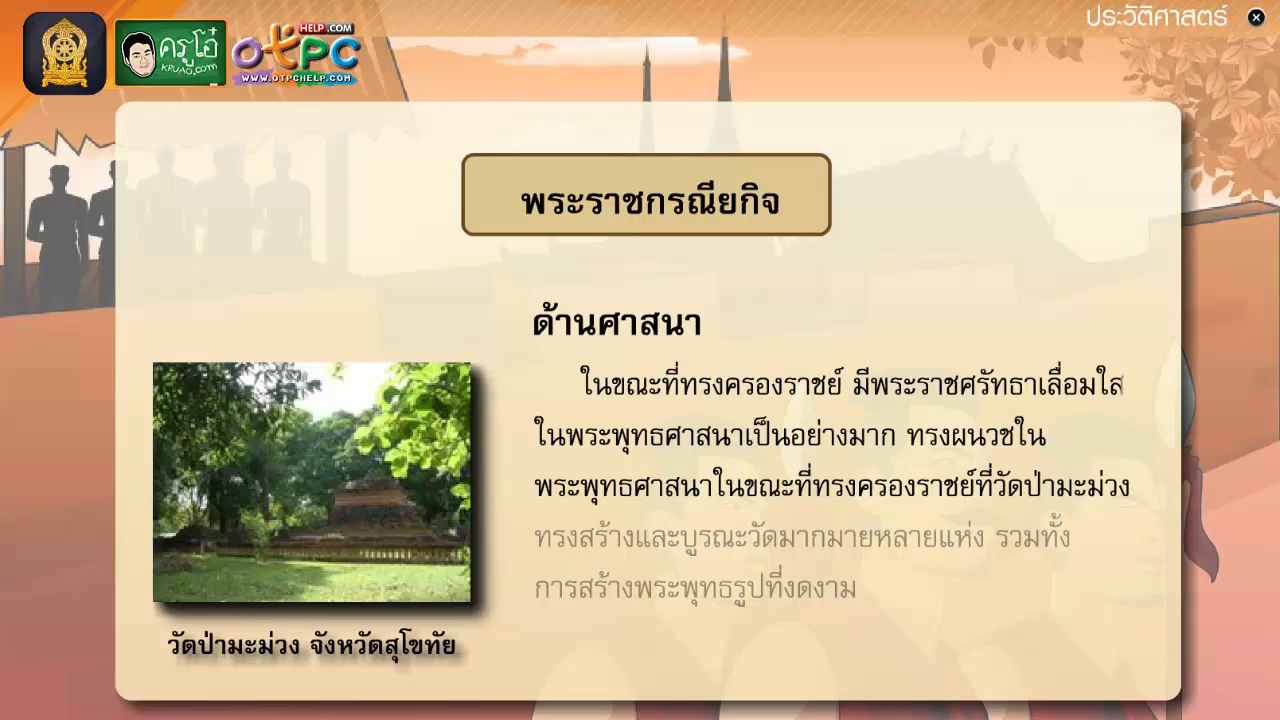 ประวัติศาสตร์
ครูโอ๋
KRUAO.com
HELP.COM
OTPC
WWW.OTPCHELP.COM
พระราชกรณียกิจ
ด้านศาสนา
ในขณะที่ทรงครองราชย์ มีพระราชศรัทธาเลื่อมใส
ในพระพุทธศาสนาเป็นอย่างมาก ทรงผนวชใน
พระพุทธศาสนาในขณะที่ทรงครองราชย์ที่วัดป่ามะม่วง
ทรงสร้างและบูรณะวัดมากมายหลายแห่ง รวมทั้ง
การสร้างพระพุทธรูปที่งดงาม
วัดป่ามะม่วง จังหวัดสุโขทัย